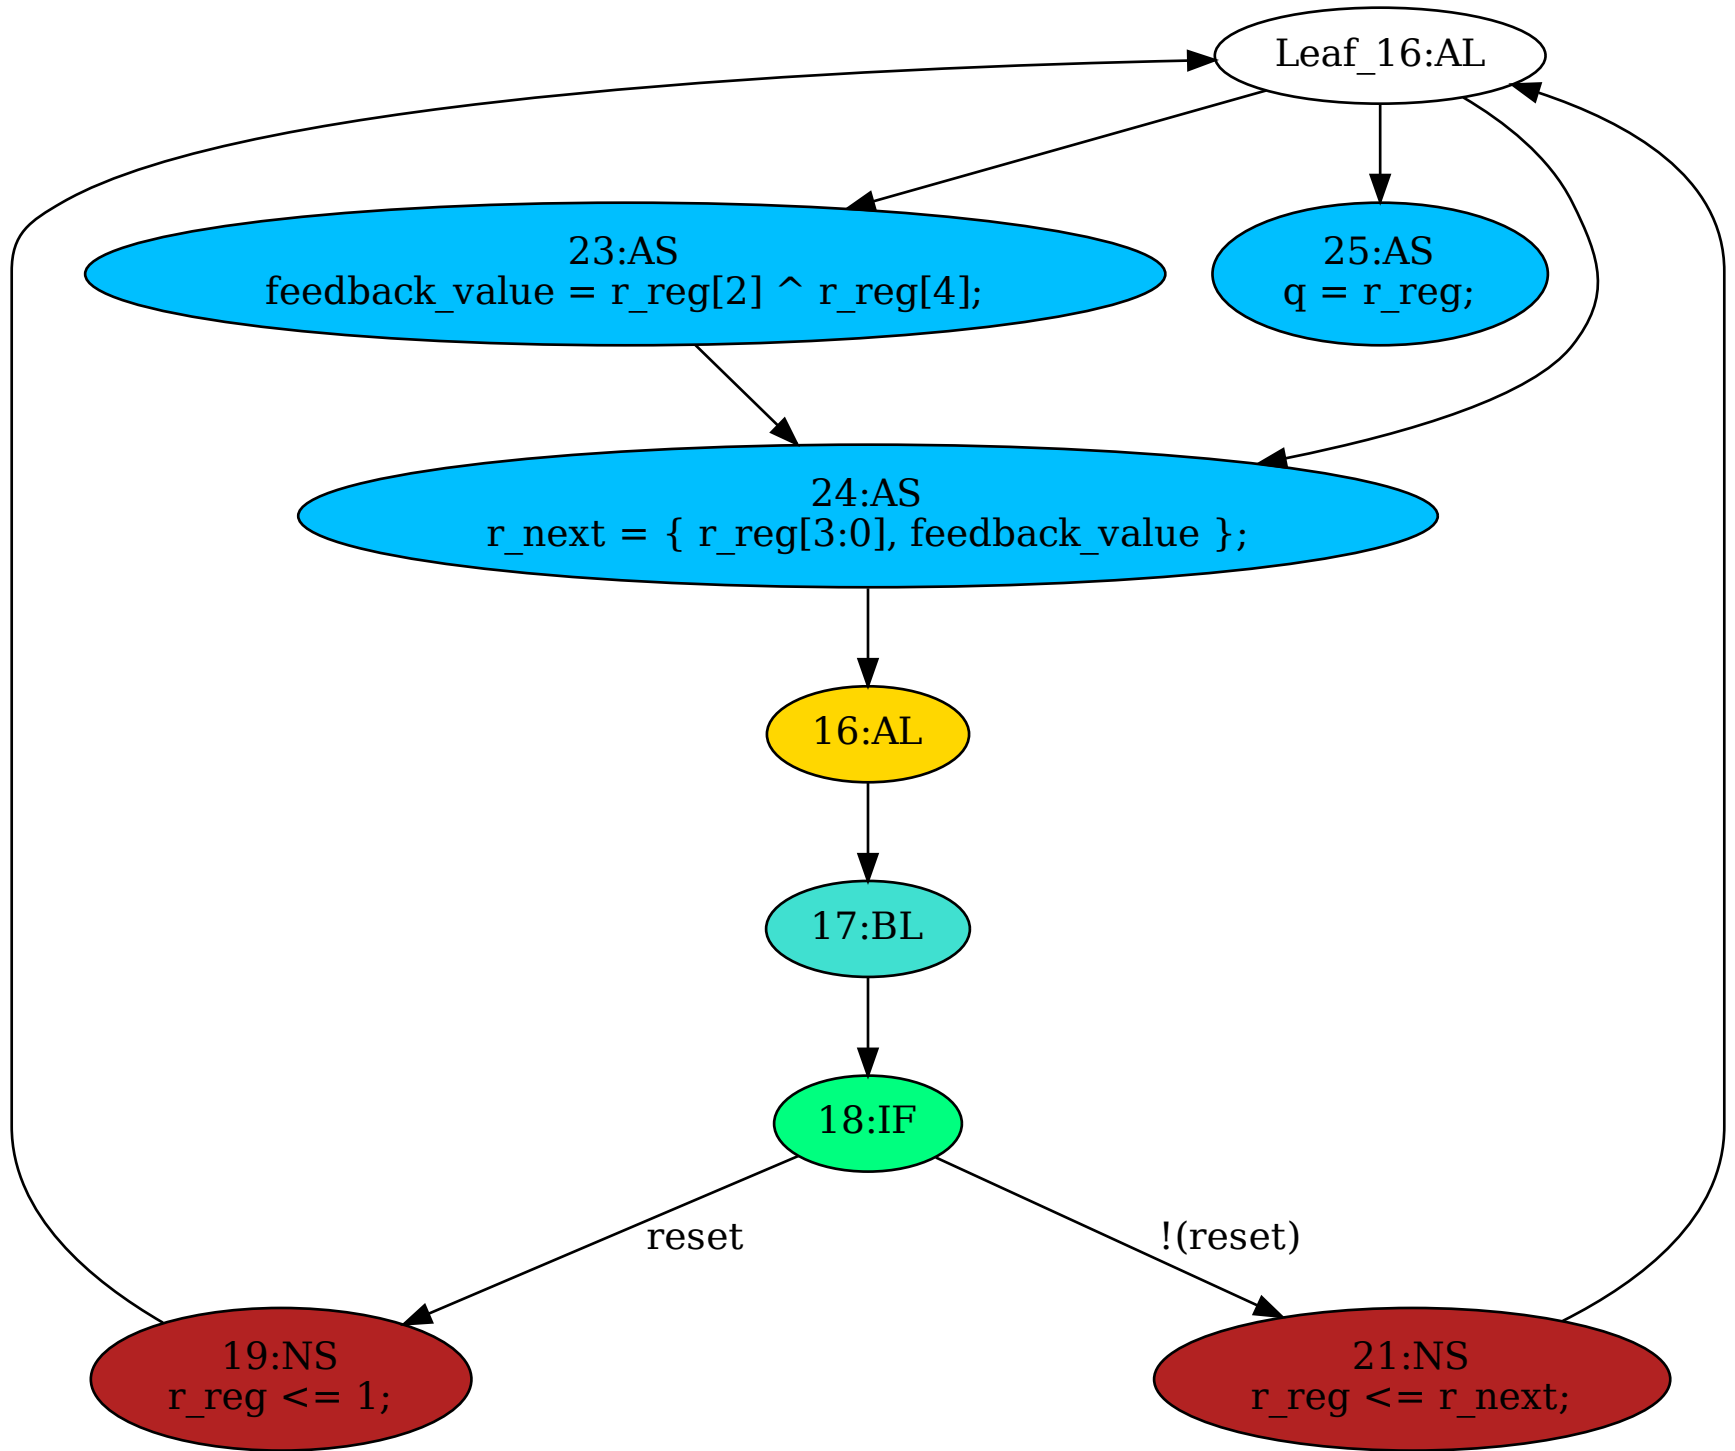 Leaf_16:AL
23:AS
feedback_value = r_reg[2] ^ r_reg[4];
25:AS
q = r_reg;
24:AS
r_next = { r_reg[3:0], feedback_value };
16:AL
17:BL
18:IF
reset
!(reset)
19:NS
r_reg <= 1;
21:NS
r_reg <= r_next;